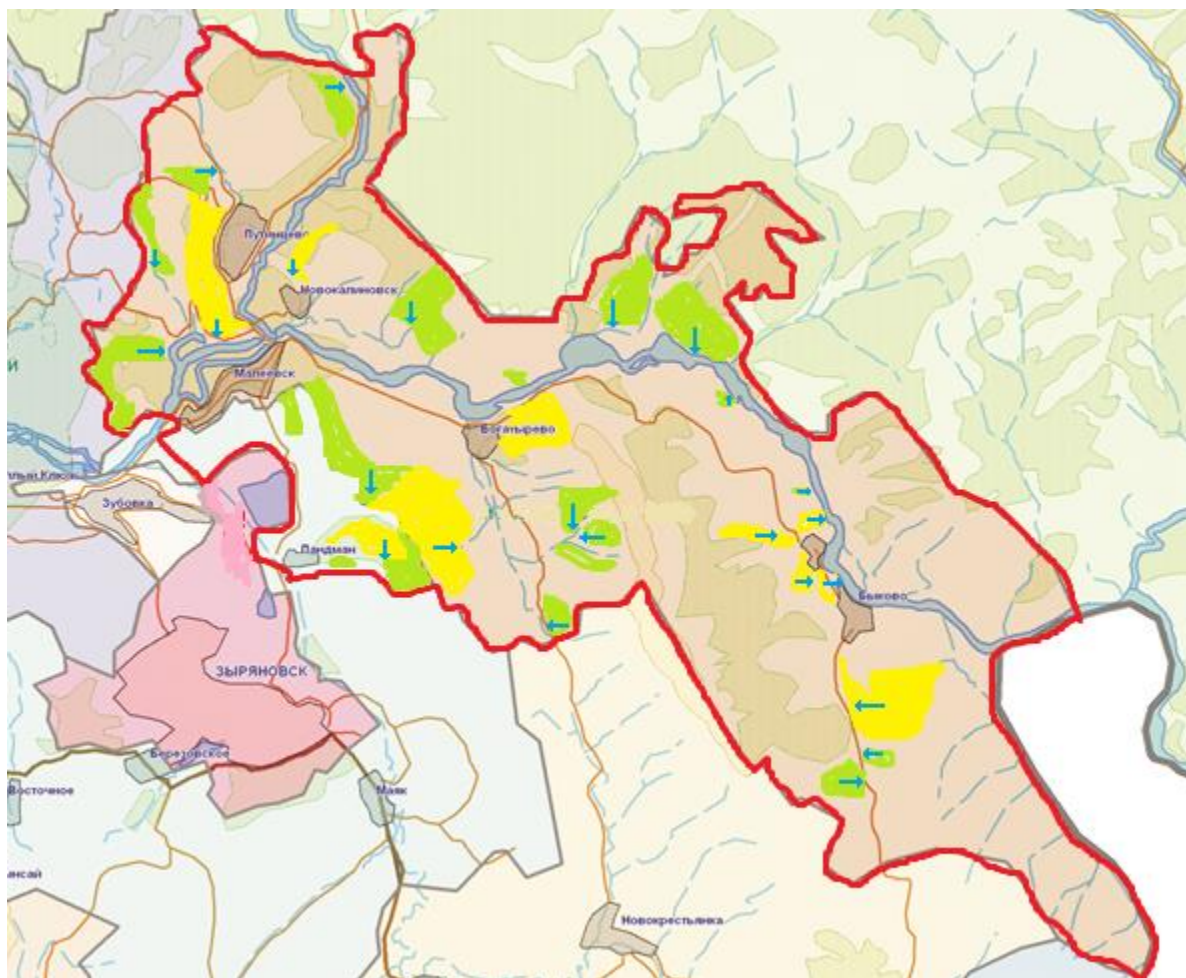 Путинцево
Новокалиновск
И
Малеевск
Богатырево
Зубовка
Ландман
Быково
ЗЫРЯНОВСК
Березовское
Восточное
Маяк
Новокрестьянка